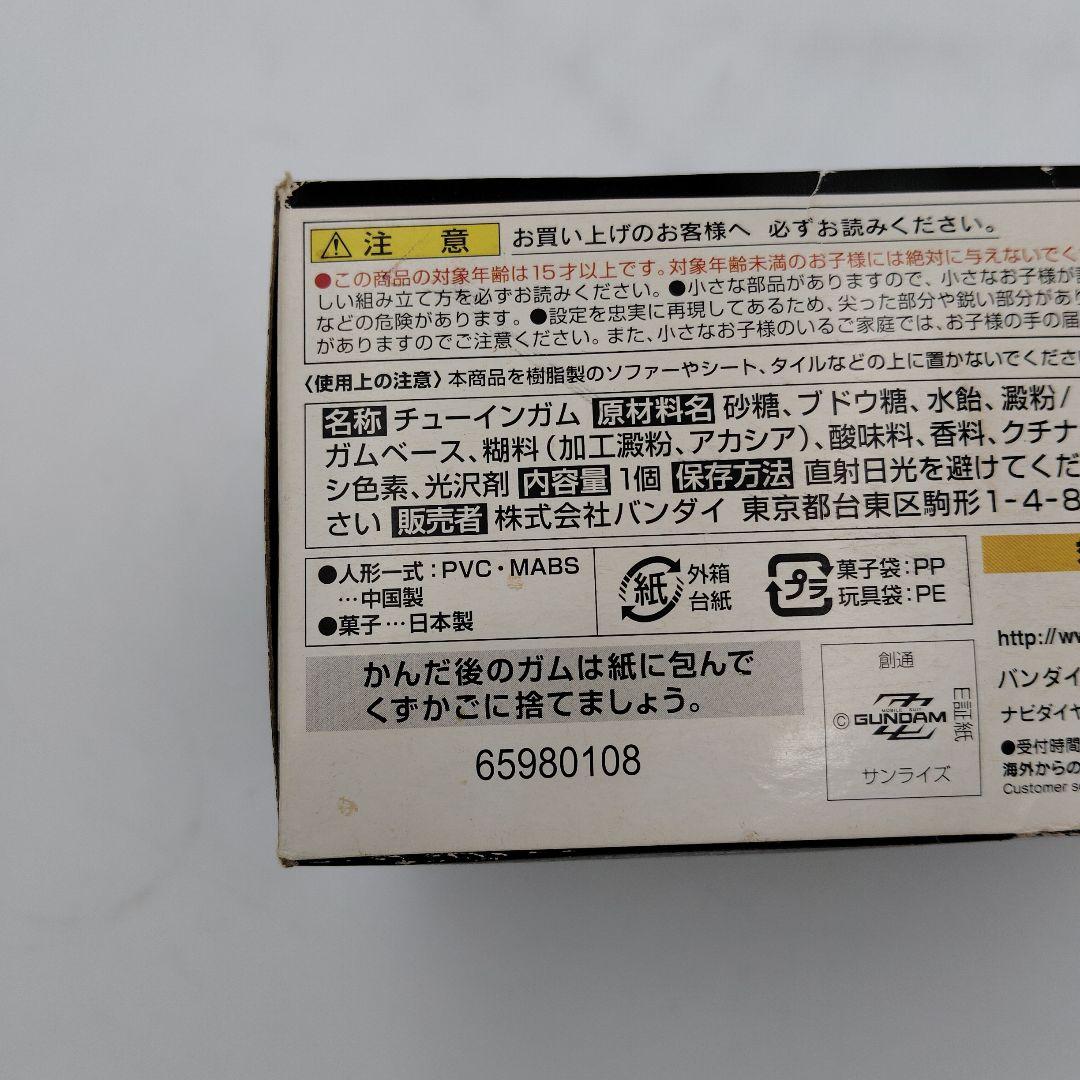 注意 お買い上げのお客様へ 必ずお読みください。
●この商品の対象年齢は15才以上です。対象年齢未満のお子様には絶対に与えないでく
しい組み立て方を必ずお読みください。●小さな部品がありますので、小さなお子様が
などの危険があります。●設定を忠実に再現してあるため、尖った部分や鋭い部分があり
がありますのでご注意ください。また、小さなお子様のいるご家庭では、お子様の手の届
〈使用上の注意〉本商品を樹脂製のソファーやシート、タイルなどの上に置かないでくださ
名称 チューインガム 原材料名 砂糖、ブドウ糖、水飴、澱粉/
ガムベース、糊料(加工澱粉、アカシア)、酸味料、香料、クチナ
シ色素、光沢剤 内容量 1個 保存方法 直射日光を避けてくだ
さい 販売者 株式会社バンダイ 東京都台東区駒形1-4-8
●人形一式:PVC・MABS
…中国製
●菓子…日本製
紙 外箱
台紙
プラ 菓子袋:PP
玩具袋:PE
かんだ後のガムは紙に包んで
くずかごに捨てましょう。
65980108
創通
MOBILE SUIT
© GUNDAM
サンライズ
E証紙
http://w
バンダイ
ナビダイヤ
●受付時間
海外からの
Customer s